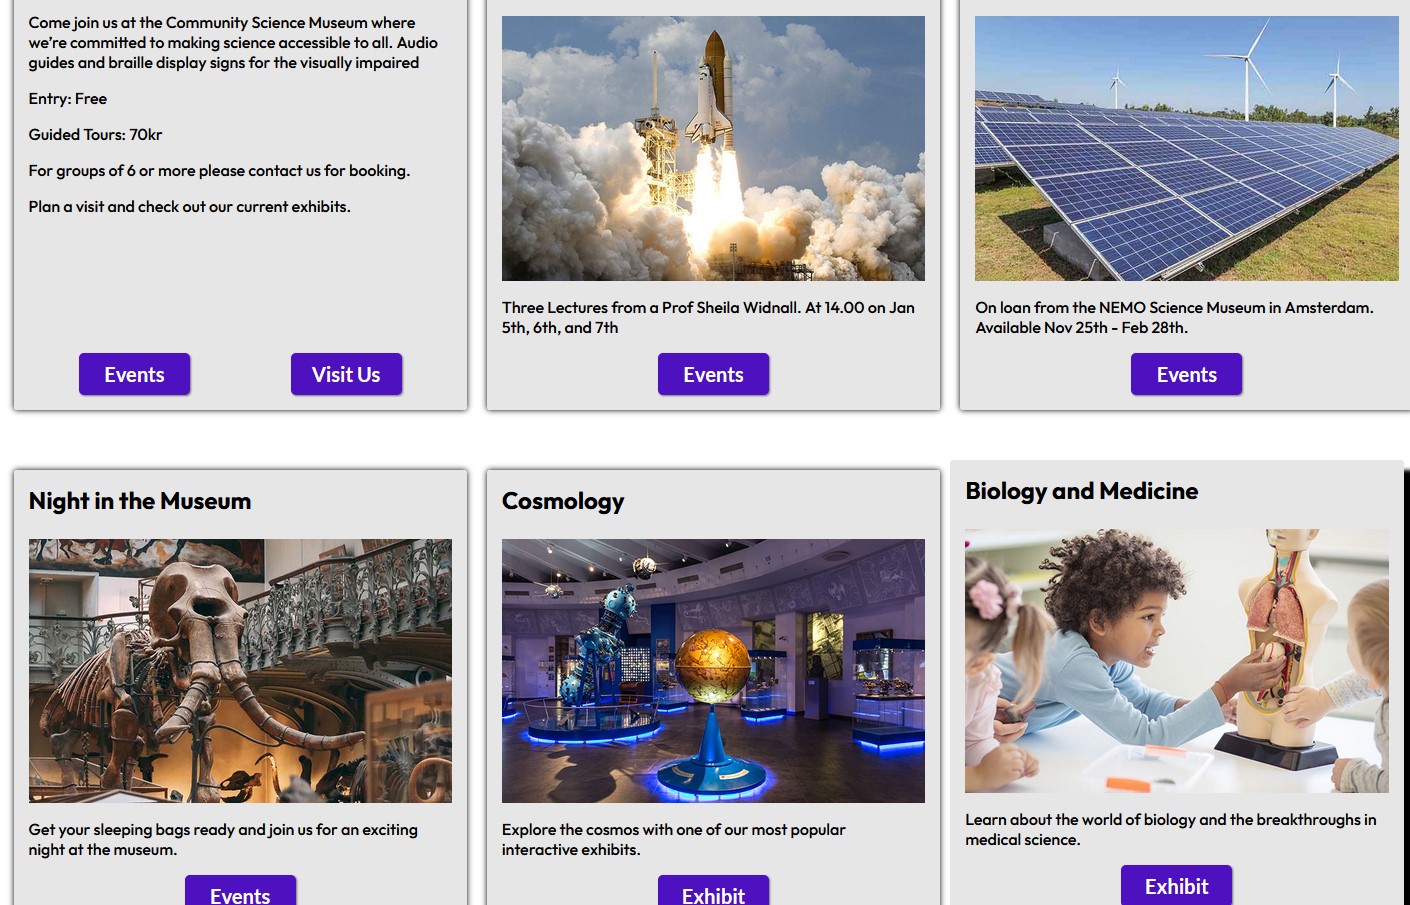 Come join us at the Community Science Museum where
we’re committed to making science accessible to all. Audio
guides and braille display signs for the visually impaired
Entry: Free
Guided Tours: 70kr
For groups of 6 or more please contact us for booking.
Plan a visit and check out our current exhibits.
Events
Visit Us
Three Lectures from a Prof Sheila Widnall. At 14.00 on Jan
5th, 6th, and 7th
Events
On loan from the NEMO Science Museum in Amsterdam.
Available Nov 25th - Feb 28th.
Events
Night in the Museum
Get your sleeping bags ready and join us for an exciting
night at the museum.
Events
Cosmology
Explore the cosmos with one of our most popular
interactive exhibits.
Exhibit
Biology and Medicine
Learn about the world of biology and the breakthroughs in
medical science.
Exhibit